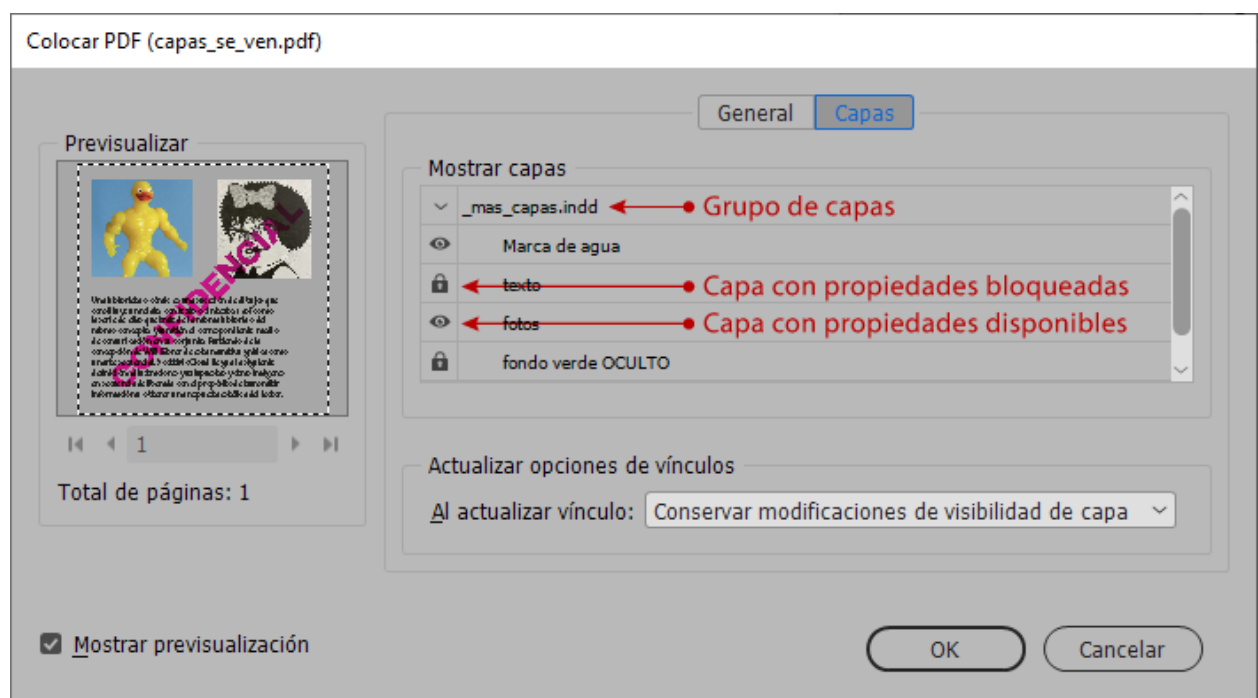 Colocar PDF (capas_se_ven.pdf)
General
Capas
Previsualizar
CONFIDENCIAL
1
Total de páginas: 1
Mostrar capas
_mas_capas.indd
Grupo de capas
Marca de agua
texto
Capa con propiedades bloqueadas
fotos
Capa con propiedades disponibles
fondo verde OCULTO
Actualizar opciones de vínculos
Al actualizar vínculo: Conservar modificaciones de visibilidad de capa
Mostrar previsualización
OK
Cancelar